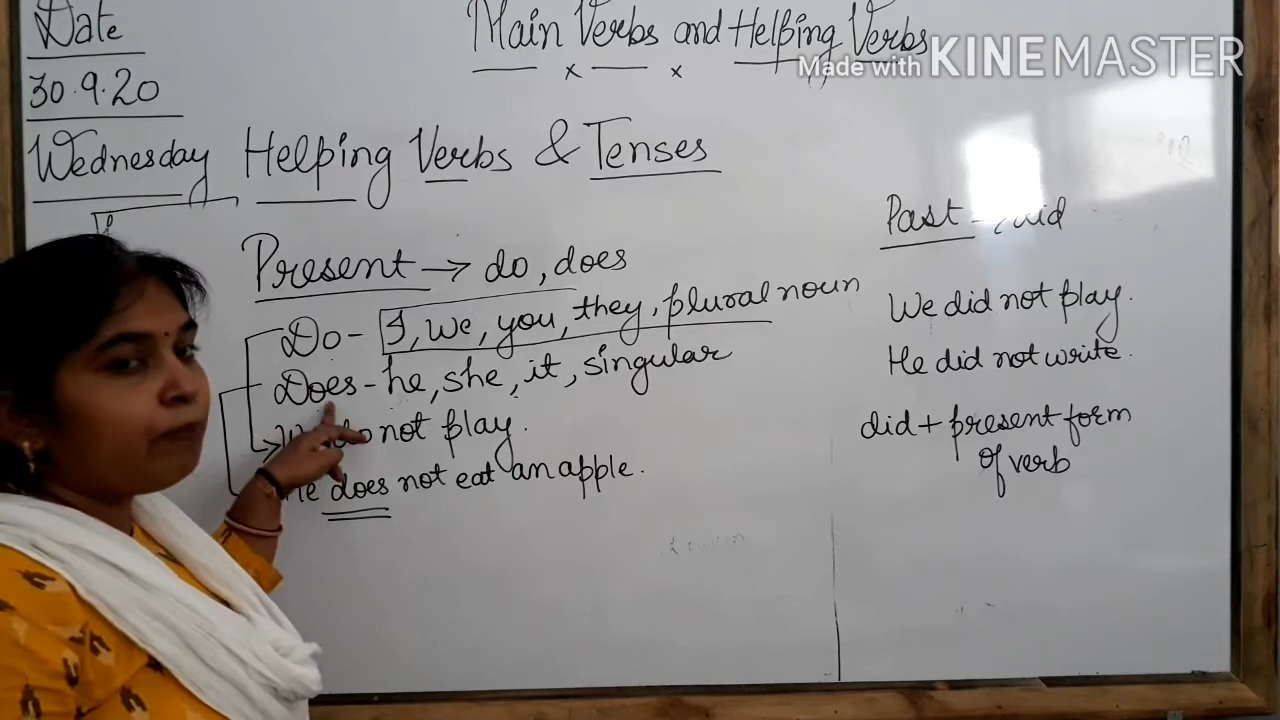 Date
30.9.20
Wednesday
Main Verbs and Helping Verbs
Made with KINEMASTER
Helping Verbs & Tenses
Present → do, does
Do - I, we, you, they, plural noun
Does - he, she, it, singular
not play.
He does not eat an apple.
Past - did
We did not play.
He did not write.
did + present form
of verb